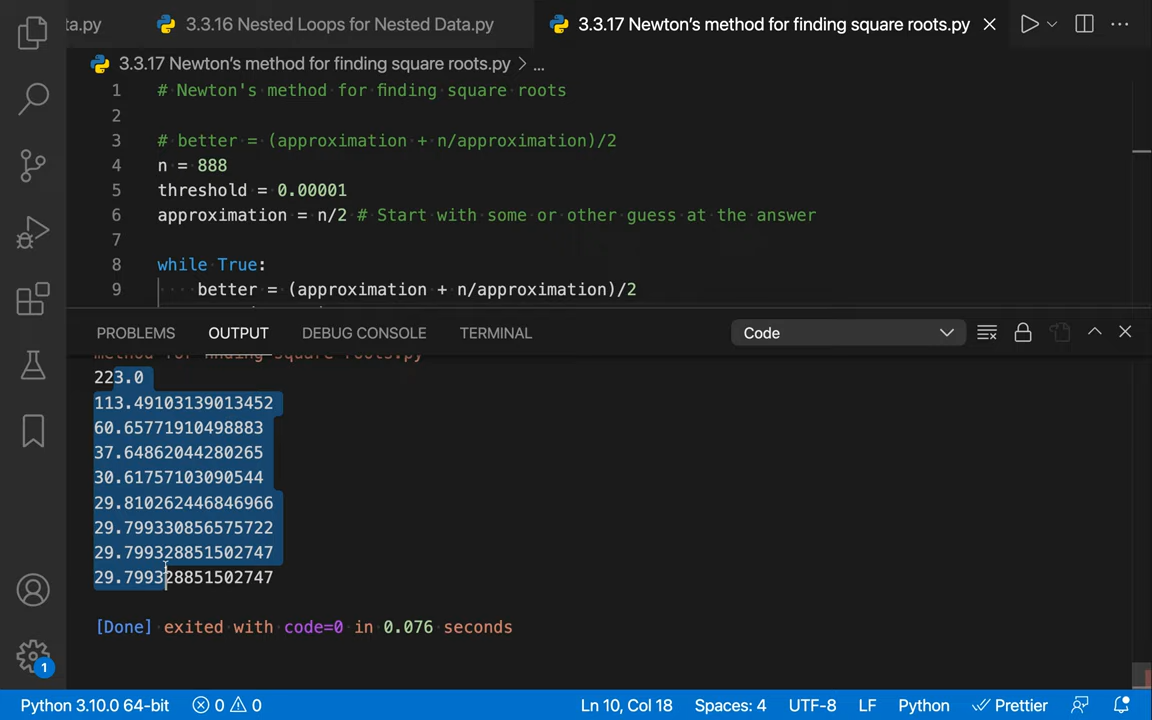 ta.py 3.3.16 Nested Loops for Nested Data.py 3.3.17 Newton’s method for finding square roots.py
3.3.17 Newton’s method for finding square roots.py > ...
1 # Newton's method for finding square roots
2
3 # better = (approximation + n/approximation)/2
4 n = 888
5 threshold = 0.00001
6 approximation = n/2 # Start with some or other guess at the answer
7
8 while True:
9 better = (approximation + n/approximation)/2
PROBLEMS OUTPUT DEBUG CONSOLE TERMINAL Code
method for finding square roots.py
223.0
113.49103139013452
60.65771910498883
37.64862044280265
30.61757103090544
29.810262446846966
29.799330856575722
29.799328851502747
29.799328851502747
[Done] exited with code=0 in 0.076 seconds
1
Python 3.10.0 64-bit 0 0 Ln 10, Col 18 Spaces: 4 UTF-8 LF Python Prettier